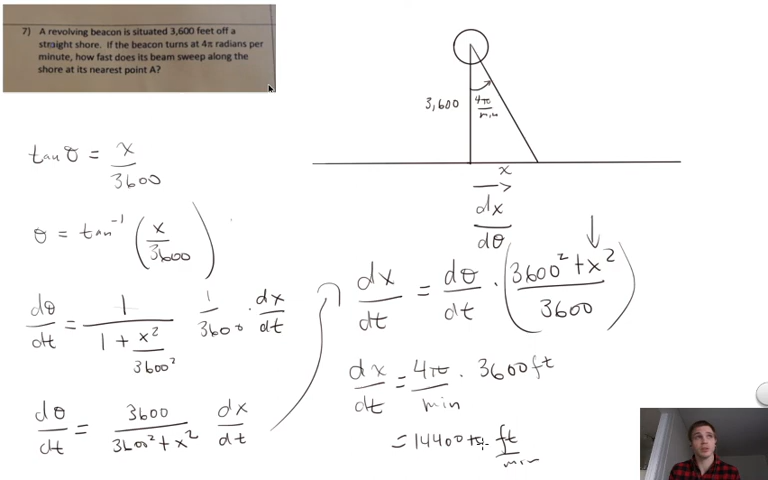 7) A revolving beacon is situated 3,600 feet off a
straight shore. If the beacon turns at 4π radians per
minute, how fast does its beam sweep along the
shore at its nearest point A?
3,600
4π/min
x
dx/dθ
tan θ = x/3600
θ = tan⁻¹ (x/3600)
dθ/dt = 1/(1 + x²/3600²) 1/3600 · dx/dt
dθ/dt = 3600/(3600² + x²) dx/dt
dx/dt = dθ/dt · ((3600² + x²)/3600)
dx/dt = 4π/min · 3600 ft
= 14400π ft/min